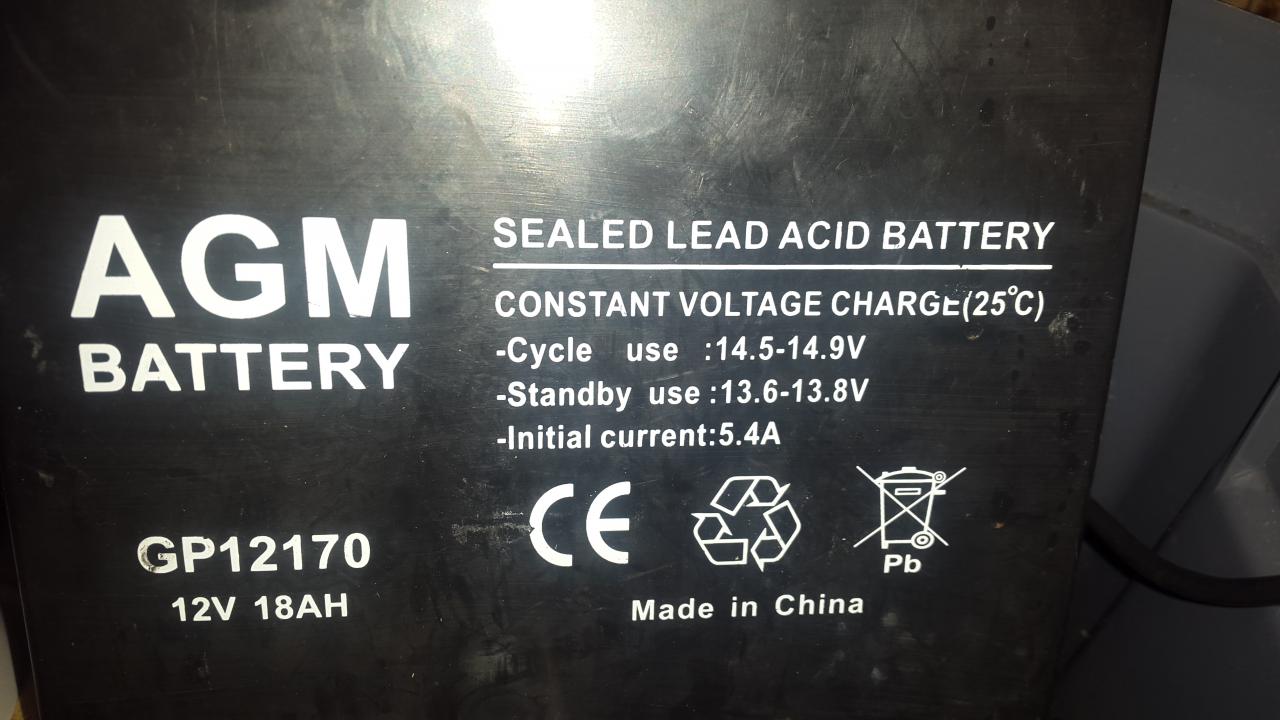 AGM
BATTERY
GP12170
12V 18AH
SEALED LEAD ACID BATTERY
CONSTANT VOLTAGE CHARGE(25°C)
-Cycle use :14.5-14.9V
-Standby use :13.6-13.8V
-Initial current:5.4A
CE
Pb
Made in China